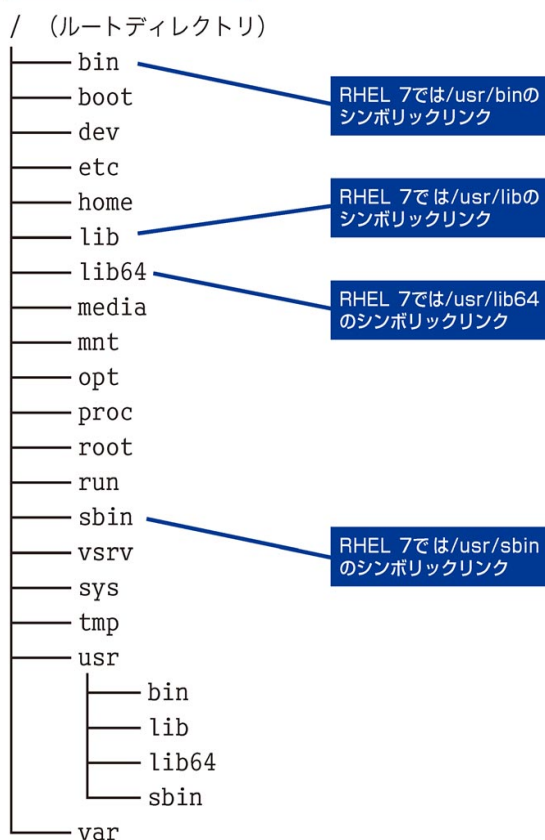 / （ルートディレクトリ）
bin
RHEL 7では/usr/binの
シンボリックリンク
boot
dev
etc
home
RHEL 7では/usr/libの
シンボリックリンク
lib
lib64
RHEL 7では/usr/lib64
のシンボリックリンク
media
mnt
opt
proc
root
run
sbin
RHEL 7では/usr/sbin
のシンボリックリンク
vsrv
sys
tmp
usr
bin
lib
lib64
sbin
var